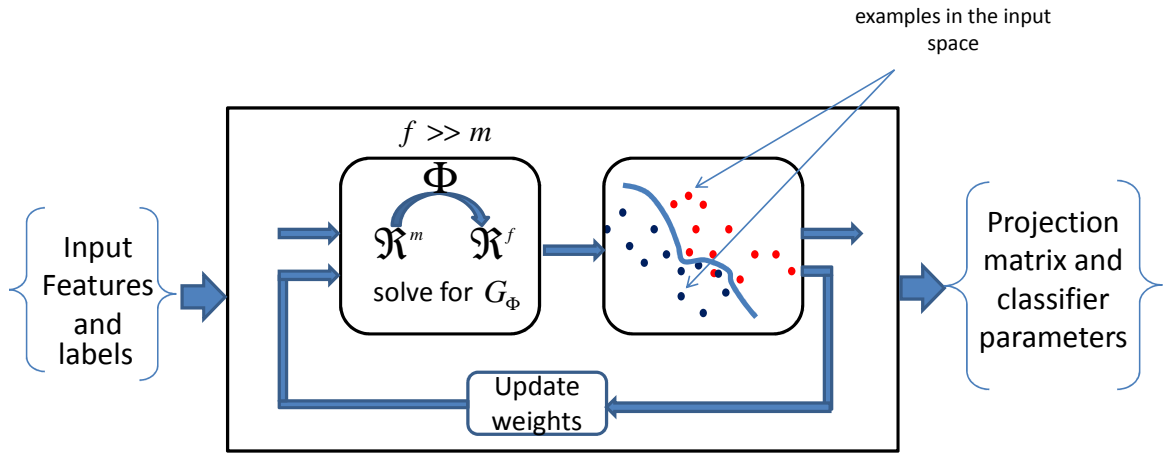 examples in the input
space
f >> m
Φ
ℜ^m ℜ^f
solve for G_Φ
Input
Features
and
labels
Projection
matrix and
classifier
parameters
Update
weights